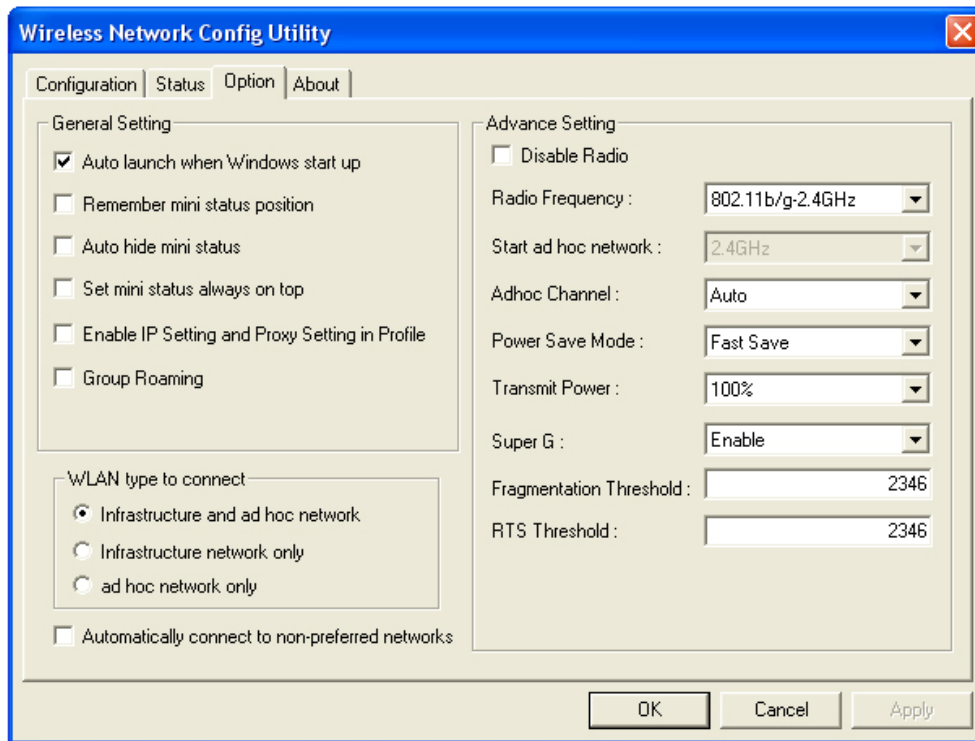 Wireless Network Config Utility
Configuration
Status
Option
About
General Setting
Auto launch when Windows start up
Remember mini status position
Auto hide mini status
Set mini status always on top
Enable IP Setting and Proxy Setting in Profile
Group Roaming
WLAN type to connect
Infrastructure and ad hoc network
Infrastructure network only
ad hoc network only
Automatically connect to non-preferred networks
Advance Setting
Disable Radio
Radio Frequency : 802.11b/g-2.4GHz
Start ad hoc network : 2.4GHz
Adhoc Channel : Auto
Power Save Mode : Fast Save
Transmit Power : 100%
Super G : Enable
Fragmentation Threshold : 2346
RTS Threshold : 2346
OK
Cancel
Apply